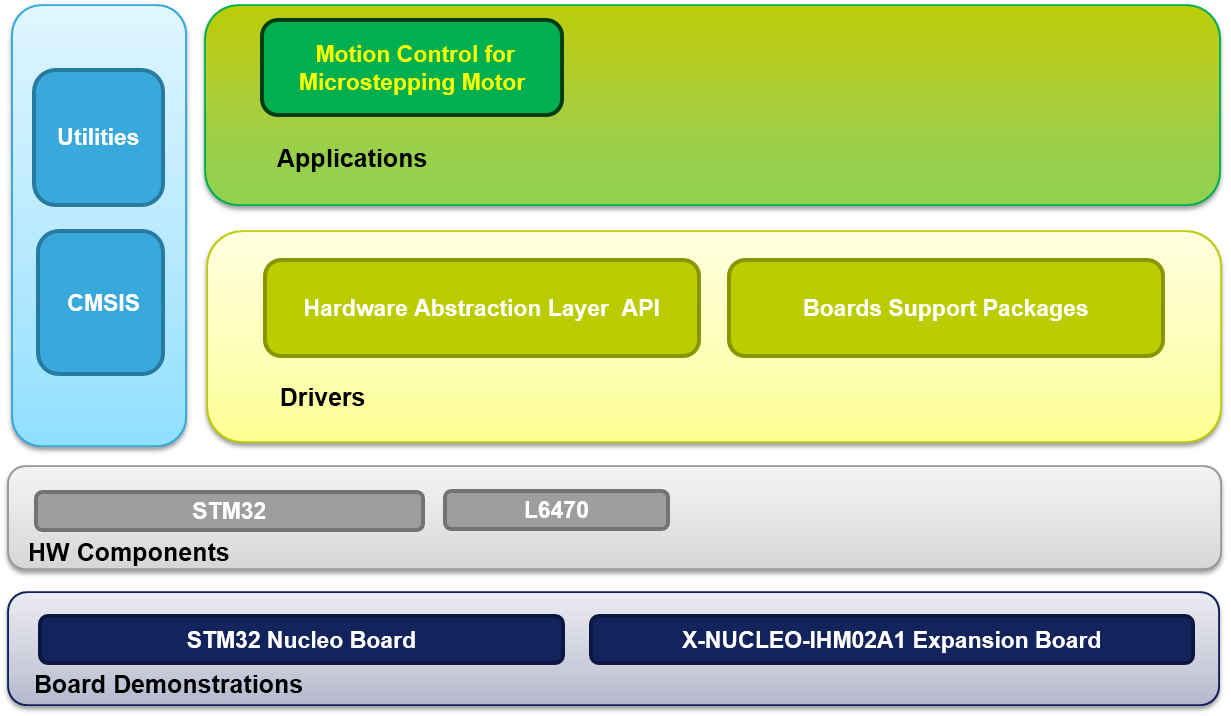 Utilities
CMSIS
Motion Control for
Microstepping Motor
Applications
Hardware Abstraction Layer  API
Boards Support Packages
Drivers
STM32
L6470
HW Components
STM32 Nucleo Board
X-NUCLEO-IHM02A1 Expansion Board
Board Demonstrations